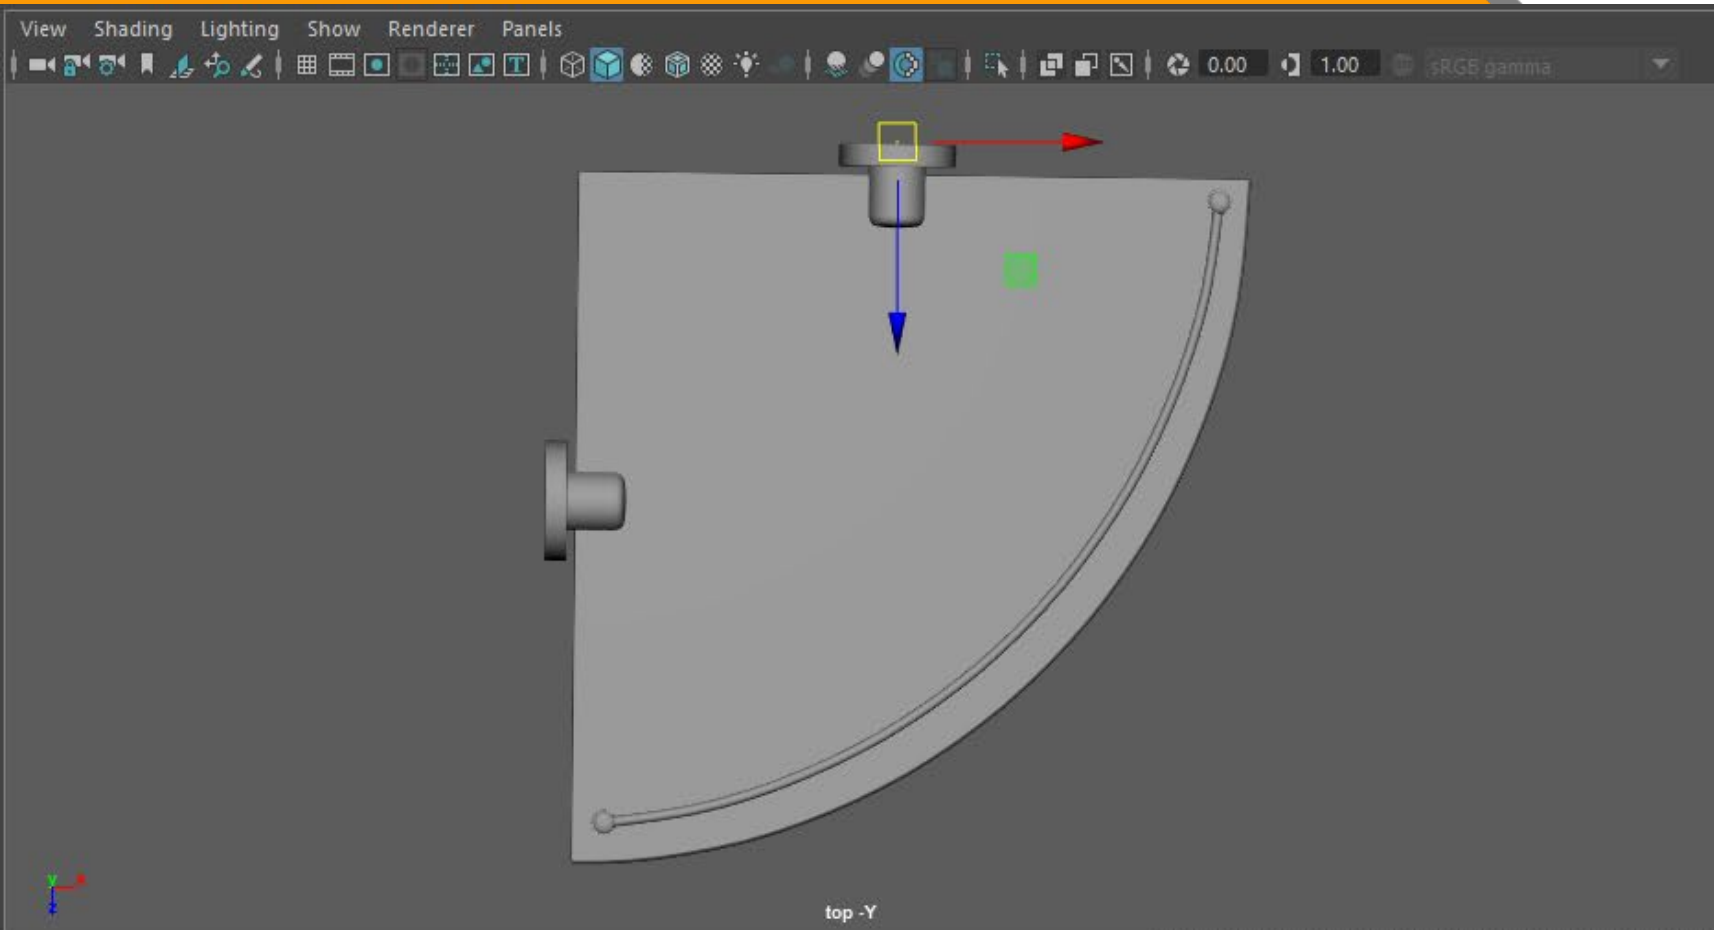 View Shading Lighting Show Renderer Panels
T 0.00 1.00 sRGB gamma
y x
z
top -Y